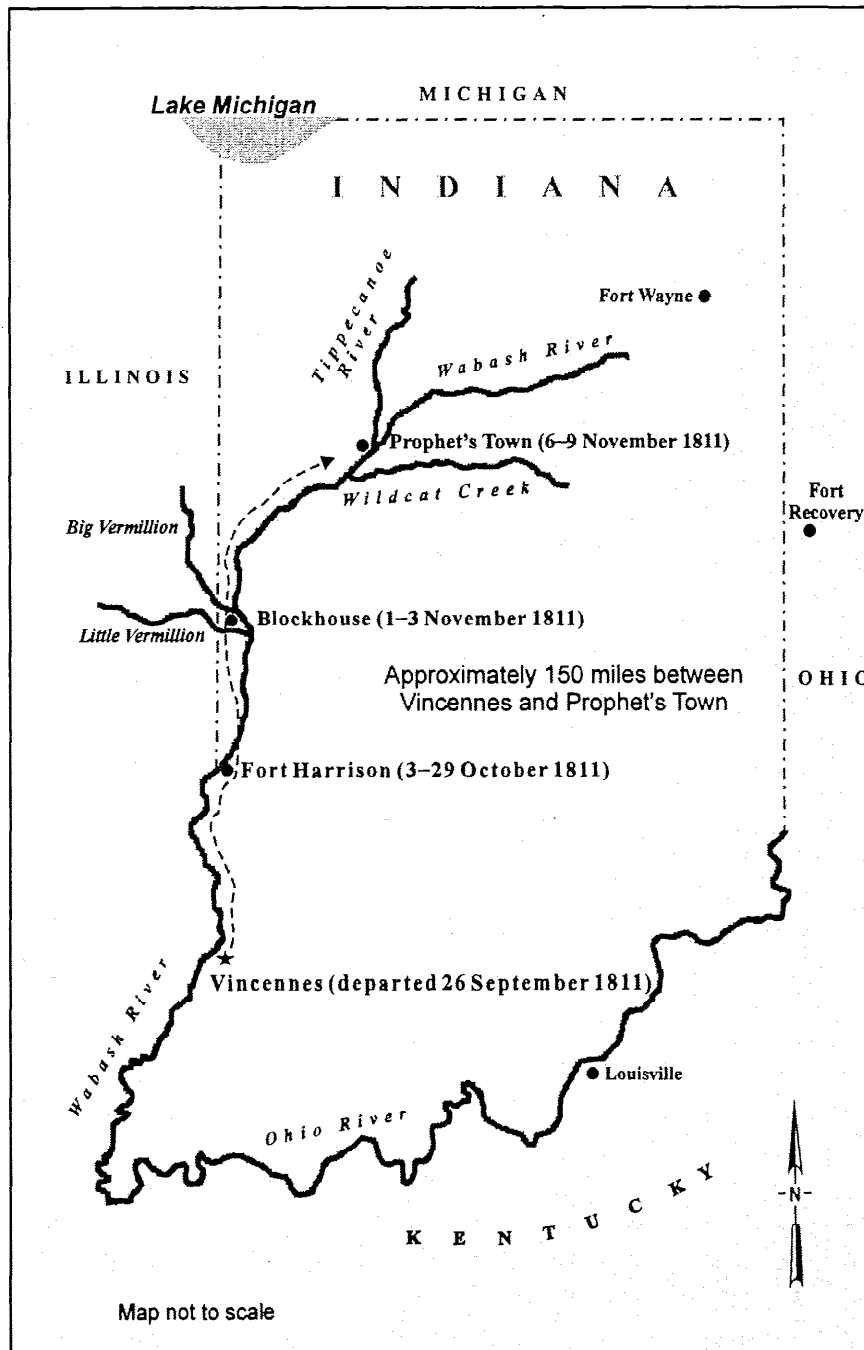 MICHIGAN
Lake Michigan
INDIANA
Tippecanoe
River
Fort Wayne
Wabash River
ILLINOIS
Prophet's Town (6–9 November 1811)
Wildcat Creek
Fort
Recovery
Big Vermillion
Blockhouse (1–3 November 1811)
Little Vermillion
Approximately 150 miles between
Vincennes and Prophet's Town
OHIO
Fort Harrison (3–29 October 1811)
Vincennes (departed 26 September 1811)
Wabash River
Louisville
Ohio River
KENTUCKY
-N-
Map not to scale